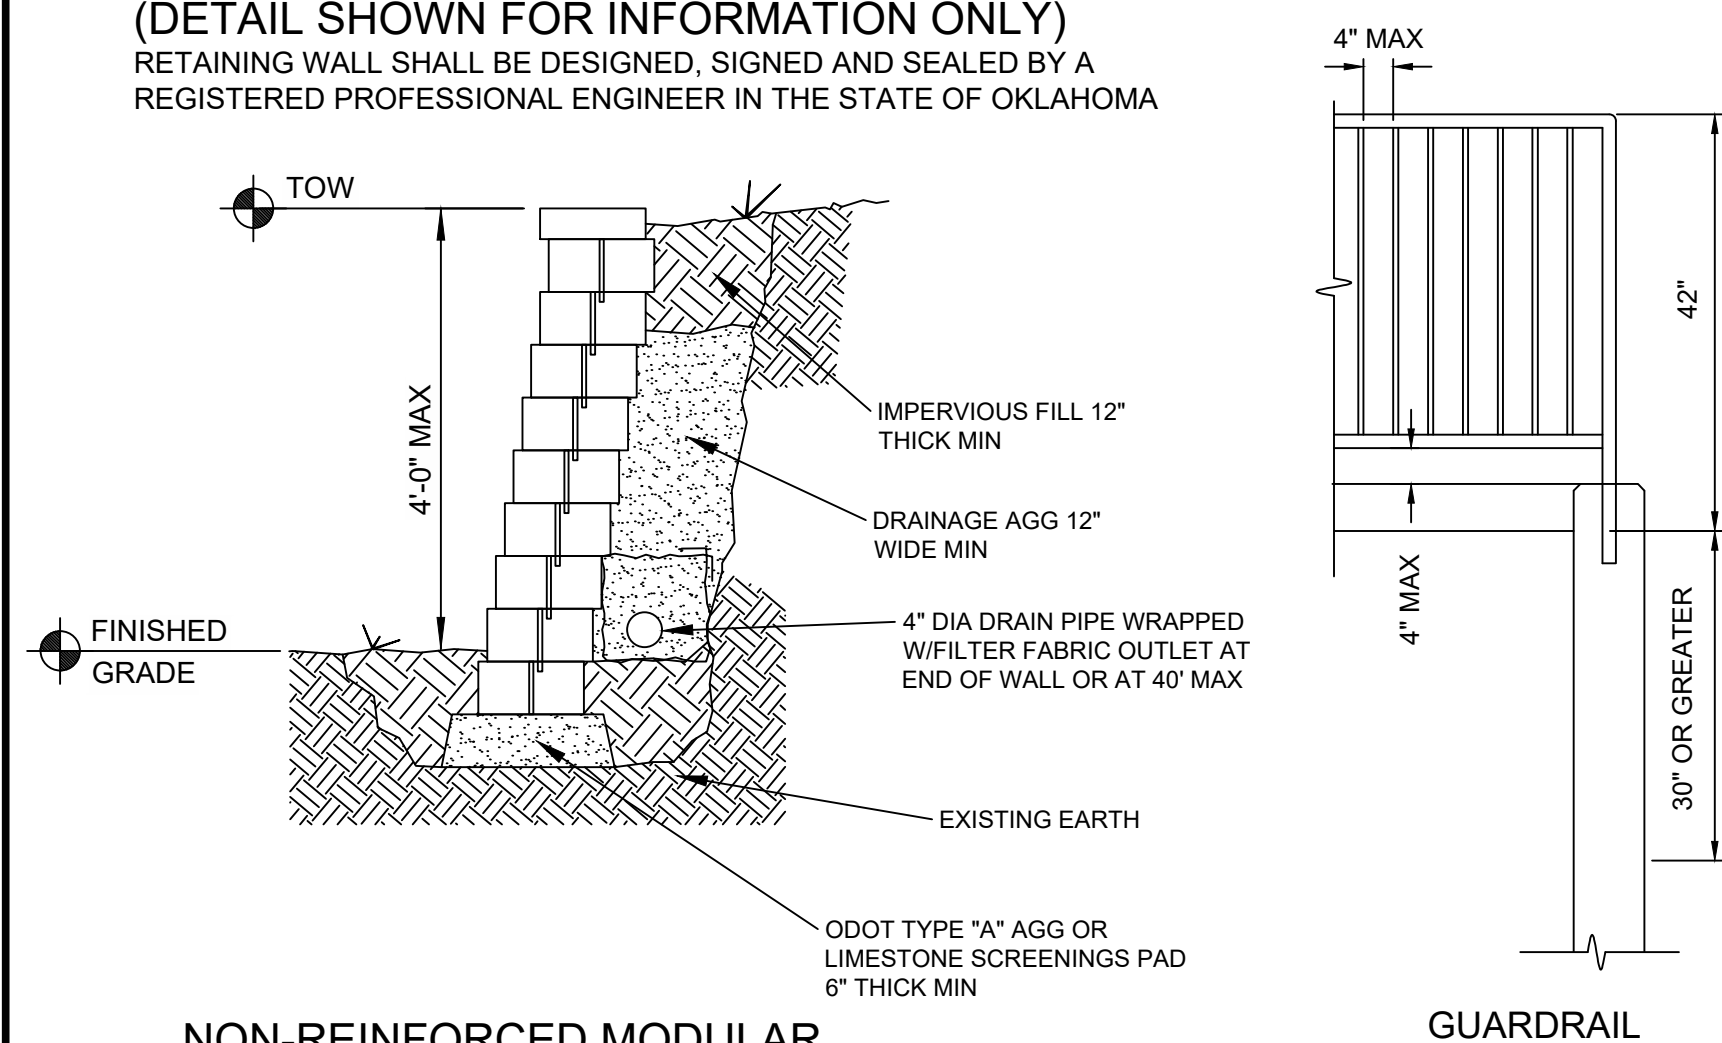 (DETAIL SHOWN FOR INFORMATION ONLY)
RETAINING WALL SHALL BE DESIGNED, SIGNED AND SEALED BY A
REGISTERED PROFESSIONAL ENGINEER IN THE STATE OF OKLAHOMA
TOW
4'-0" MAX
FINISHED
GRADE
IMPERVIOUS FILL 12"
THICK MIN
DRAINAGE AGG 12"
WIDE MIN
4" DIA DRAIN PIPE WRAPPED
W/FILTER FABRIC OUTLET AT
END OF WALL OR AT 40' MAX
EXISTING EARTH
ODOT TYPE "A" AGG OR
LIMESTONE SCREENINGS PAD
6" THICK MIN
NON-REINFORCED MODULAR
4" MAX
42"
4" MAX
30" OR GREATER
GUARDRAIL